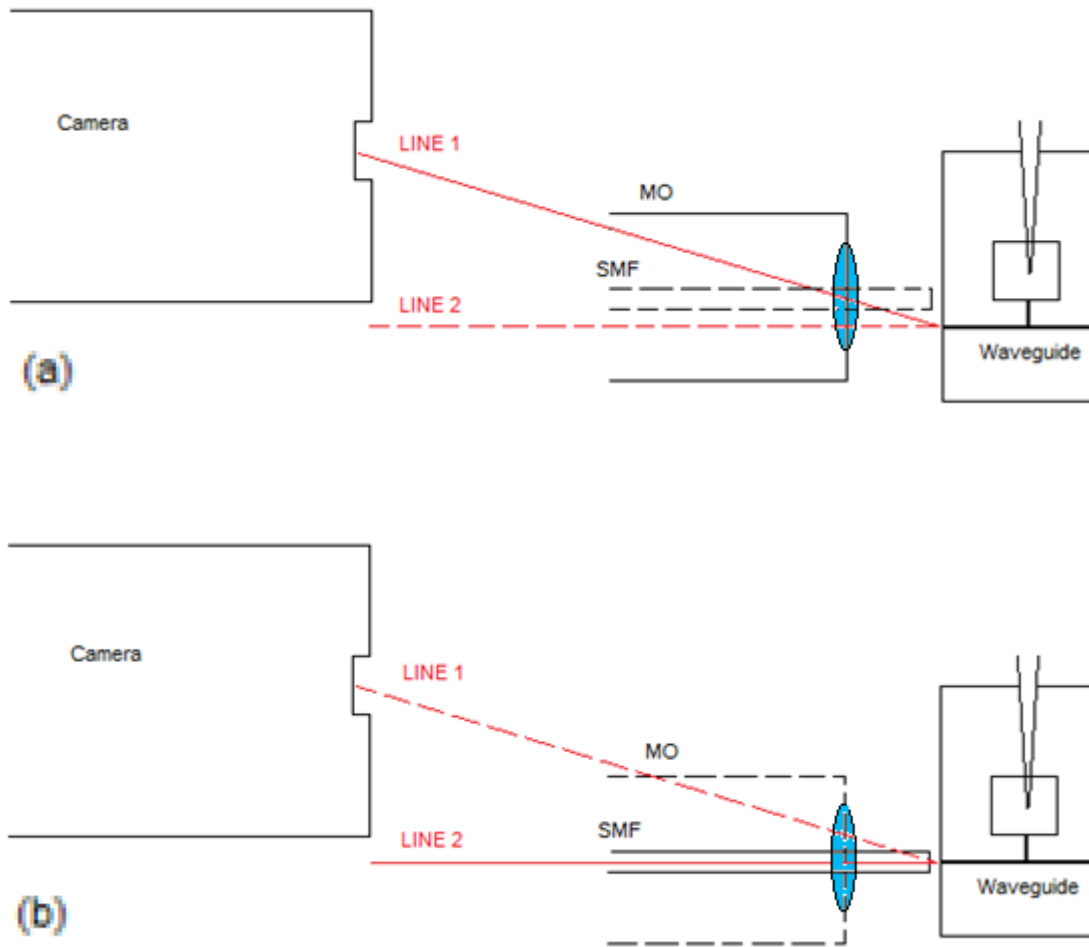 Camera
LINE 1
MO
SMF
LINE 2
Waveguide
(a)
Camera
LINE 1
MO
SMF
LINE 2
Waveguide
(b)